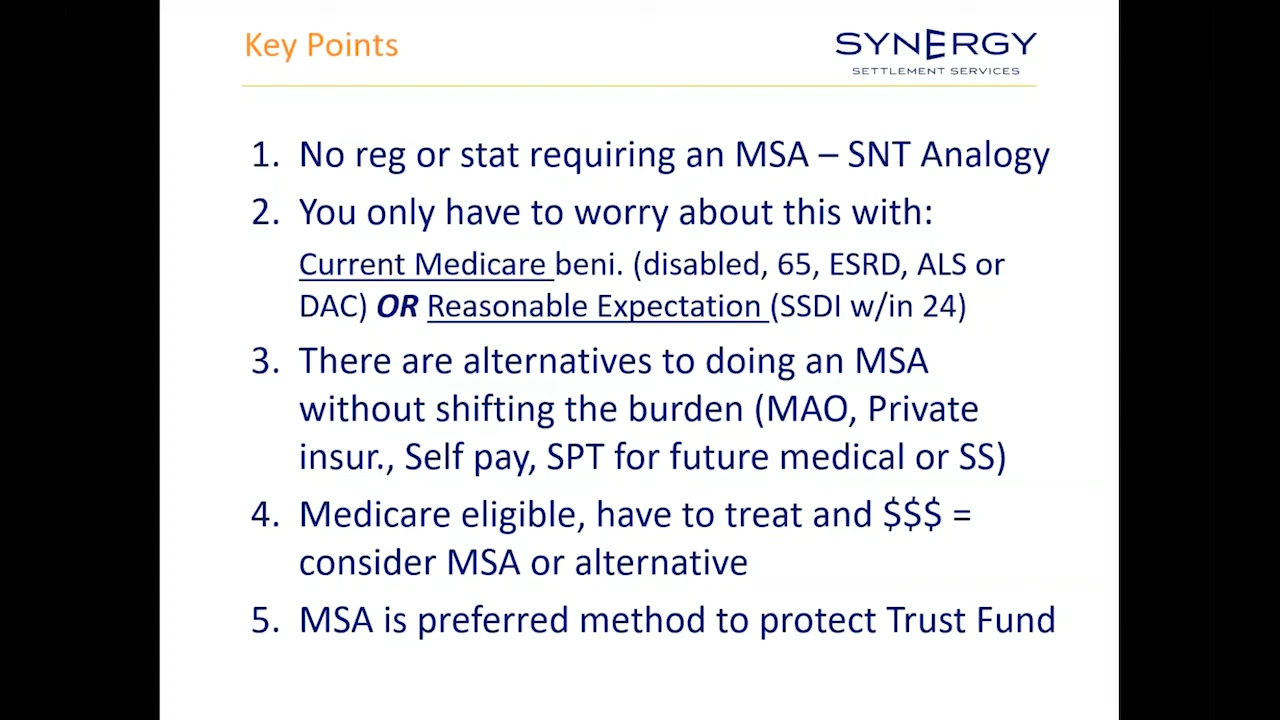 Key Points
SYNERGY
SETTLEMENT SERVICES
1. No reg or stat requiring an MSA – SNT Analogy
2. You only have to worry about this with:
Current Medicare beni. (disabled, 65, ESRD, ALS or
DAC) OR Reasonable Expectation (SSDI w/in 24)
3. There are alternatives to doing an MSA
without shifting the burden (MAO, Private
insur., Self pay, SPT for future medical or SS)
4. Medicare eligible, have to treat and $$$ =
consider MSA or alternative
5. MSA is preferred method to protect Trust Fund